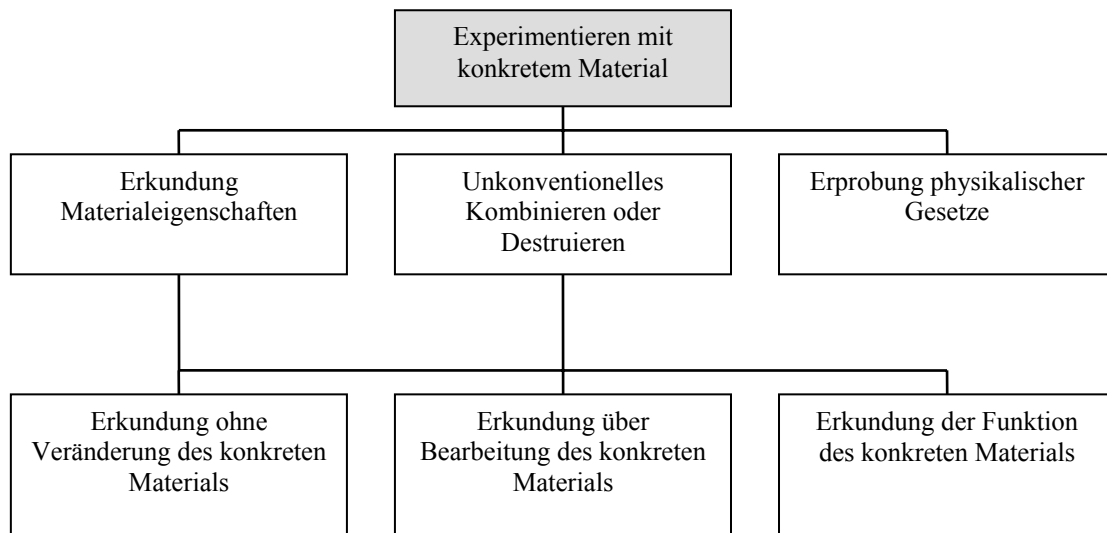 Experimentieren mit
konkretem Material
Erkundung
Materialeigenschaften
Unkonventionelles
Kombinieren oder
Destruieren
Erprobung physikalischer
Gesetze
Erkundung ohne
Veränderung des konkreten
Materials
Erkundung über
Bearbeitung des konkreten
Materials
Erkundung der Funktion
des konkreten Materials